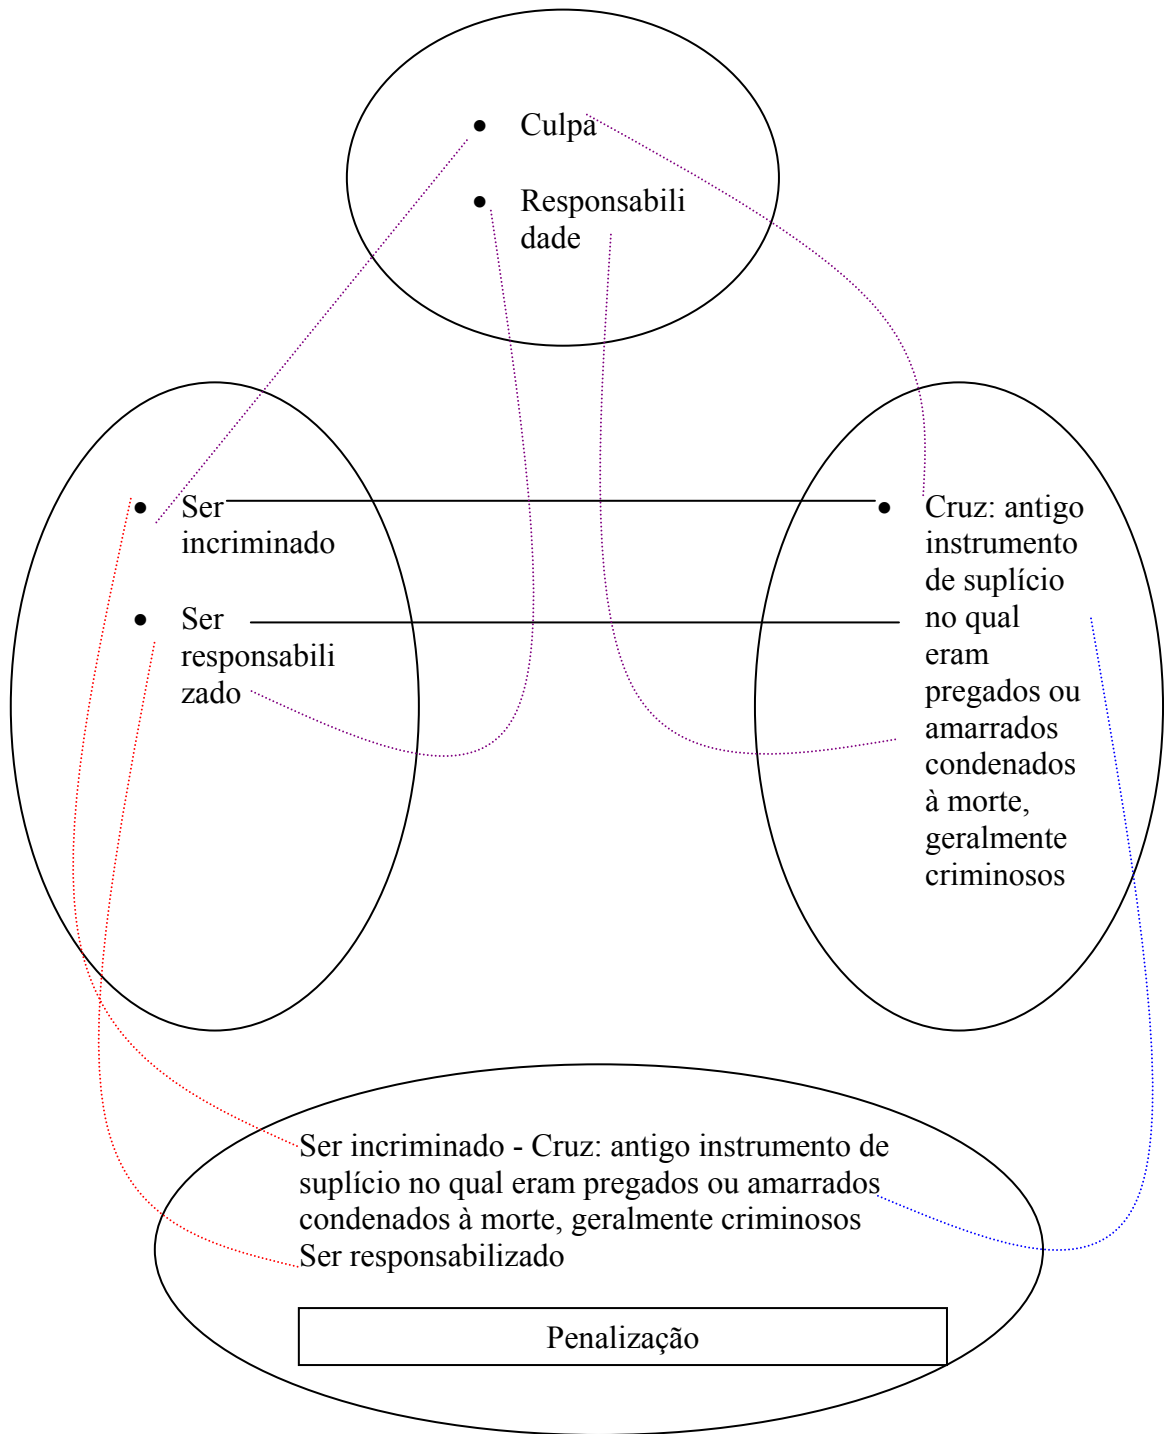 • Culpa
• Responsabili
dade
• Ser
incriminado
• Ser
responsabili
zado
• Cruz: antigo
instrumento
de suplício
no qual
eram
pregados ou
amarrados
condenados
à morte,
geralmente
criminosos
Ser incriminado - Cruz: antigo instrumento de
suplício no qual eram pregados ou amarrados
condenados à morte, geralmente criminosos
Ser responsabilizado
Penalização